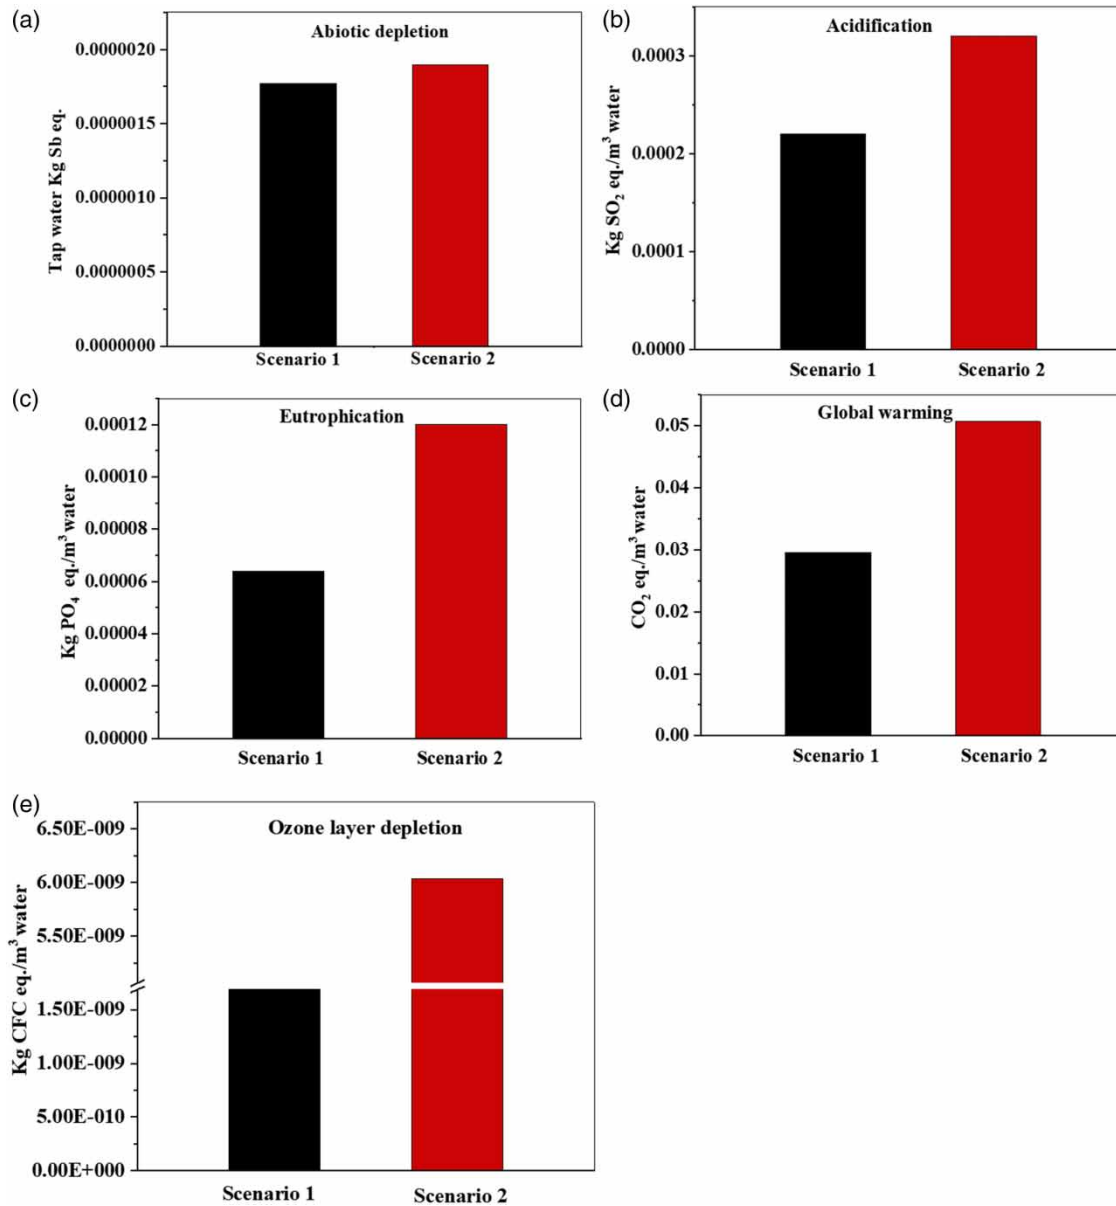 (a)
Abiotic depletion
Tap water Kg Sb eq.
0.0000020
0.0000015
0.0000010
0.0000005
0.0000000
Scenario 1
Scenario 2
(b)
Acidification
Kg SO₂ eq./m³ water
0.0003
0.0002
0.0001
0.0000
Scenario 1
Scenario 2
(c)
Eutrophication
Kg PO₄ eq./m³ water
0.00012
0.00010
0.00008
0.00006
0.00004
0.00002
0.00000
Scenario 1
Scenario 2
(d)
Global warming
CO₂ eq./m³ water
0.05
0.04
0.03
0.02
0.01
0.00
Scenario 1
Scenario 2
(e)
Ozone layer depletion
Kg CFC eq./m³ water
6.50E-009
6.00E-009
5.50E-009
1.50E-009
1.00E-009
5.00E-010
0.00E+000
Scenario 1
Scenario 2